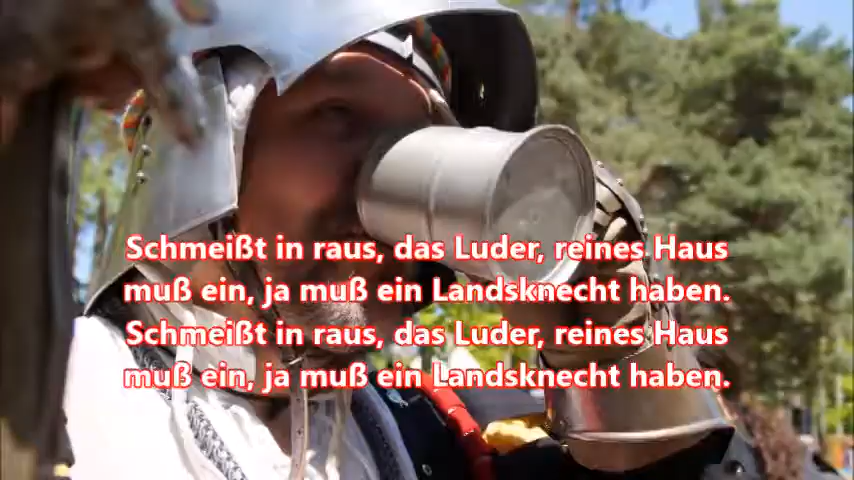 Schmeißt in raus, das Luder, reines Haus
muß ein, ja muß ein Landsknecht haben.
Schmeißt in raus, das Luder, reines Haus
muß ein, ja muß ein Landsknecht haben.